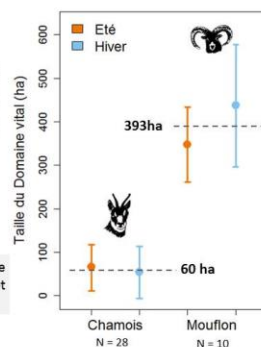 Taille du Domaine vital (ha)
600
500
400
300
200
100
0
Eté
Hiver
393ha
60 ha
e
t
Chamois
Mouflon
N = 28
N = 10